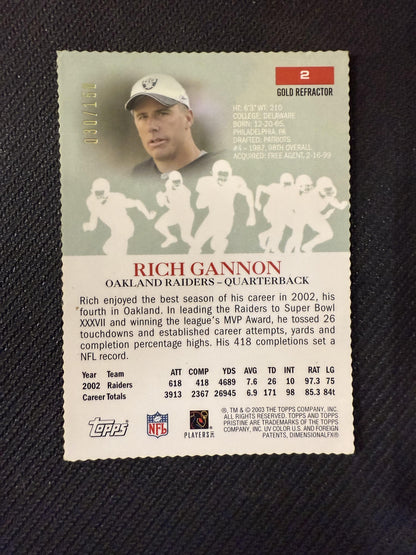 2
GOLD REFRACTOR
HT: 6'3" WT: 210
COLLEGE: DELAWARE
BORN: 12-20-65,
PHILADELPHIA, PA
DRAFTED: PATRIOTS
#4 – 1987, 98TH OVERALL
ACQUIRED: FREE AGENT, 2-16-99
RICH GANNON
OAKLAND RAIDERS – QUARTERBACK
Rich enjoyed the best season of his career in 2002, his
fourth in Oakland. In leading the Raiders to Super Bowl
XXXVII and winning the league's MVP Award, he tossed 26
touchdowns and established career attempts, yards and
completion percentage highs. His 418 completions set a
NFL record.
Year Team ATT COMP YDS AVG TD INT RAT LG
2002 Raiders 618 418 4689 7.6 26 10 97.3 75
Career Totals 3913 2367 26945 6.9 171 98 85.3 84t
®, TM & © 2003 THE TOPPS COMPANY, INC.
ALL RIGHTS RESERVED. TOPPS AND TOPPS
PRISTINE ARE TRADEMARKS OF THE TOPPS
COMPANY, INC. UV COLOR U.S. AND FOREIGN
PATENTS, DIMENSIONALFX®.
Topps
NFL
PLAYERS INC